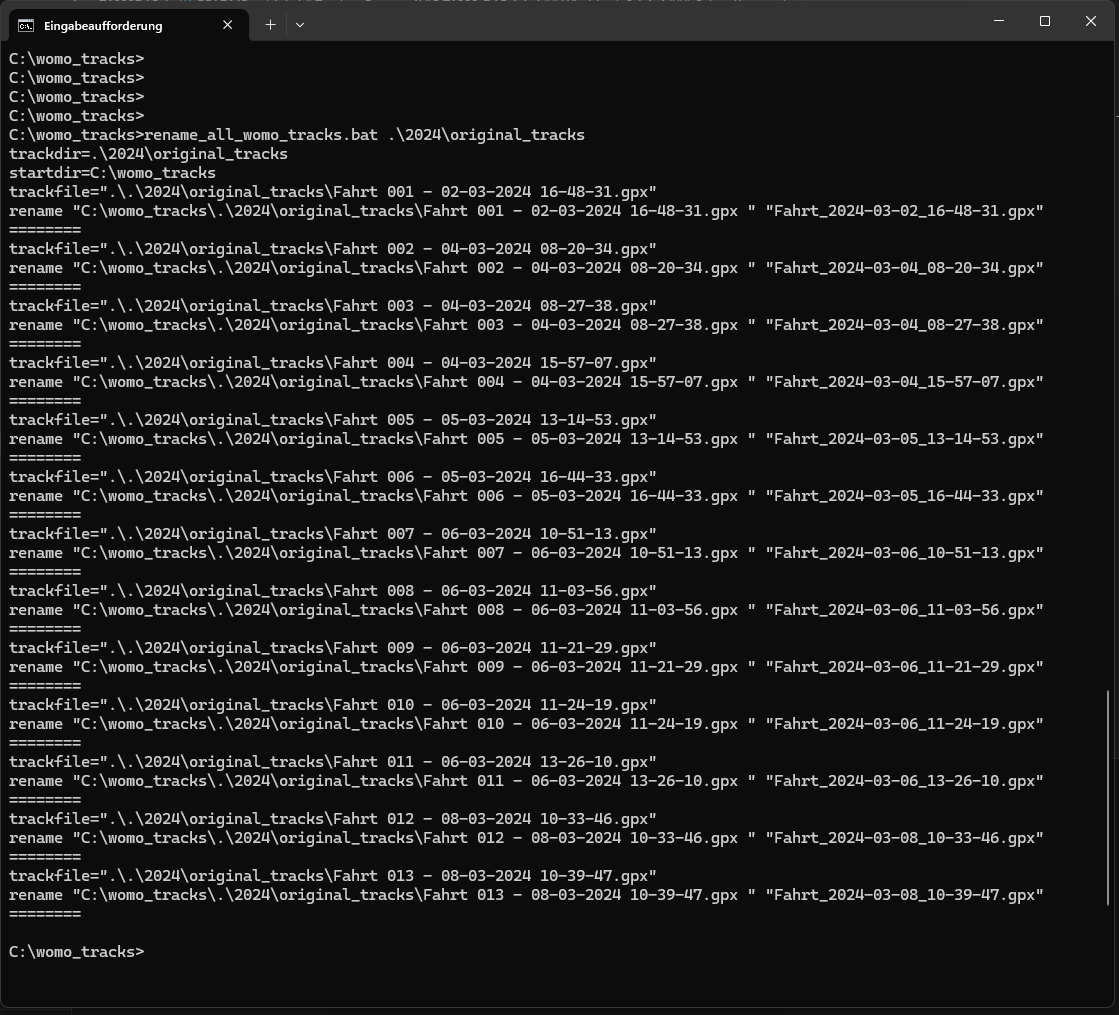 Eingabeaufforderung
C:\womo_tracks>
C:\womo_tracks>
C:\womo_tracks>
C:\womo_tracks>
C:\womo_tracks>rename_all_womo_tracks.bat .\2024\original_tracks
trackdir=.\2024\original_tracks
startdir=C:\womo_tracks
trackfile=".\.\2024\original_tracks\Fahrt 001 - 02-03-2024 16-48-31.gpx"
rename "C:\womo_tracks\.\2024\original_tracks\Fahrt 001 - 02-03-2024 16-48-31.gpx " "Fahrt_2024-03-02_16-48-31.gpx"
========
trackfile=".\.\2024\original_tracks\Fahrt 002 - 04-03-2024 08-20-34.gpx"
rename "C:\womo_tracks\.\2024\original_tracks\Fahrt 002 - 04-03-2024 08-20-34.gpx " "Fahrt_2024-03-04_08-20-34.gpx"
========
trackfile=".\.\2024\original_tracks\Fahrt 003 - 04-03-2024 08-27-38.gpx"
rename "C:\womo_tracks\.\2024\original_tracks\Fahrt 003 - 04-03-2024 08-27-38.gpx " "Fahrt_2024-03-04_08-27-38.gpx"
========
trackfile=".\.\2024\original_tracks\Fahrt 004 - 04-03-2024 15-57-07.gpx"
rename "C:\womo_tracks\.\2024\original_tracks\Fahrt 004 - 04-03-2024 15-57-07.gpx " "Fahrt_2024-03-04_15-57-07.gpx"
========
trackfile=".\.\2024\original_tracks\Fahrt 005 - 05-03-2024 13-14-53.gpx"
rename "C:\womo_tracks\.\2024\original_tracks\Fahrt 005 - 05-03-2024 13-14-53.gpx " "Fahrt_2024-03-05_13-14-53.gpx"
========
trackfile=".\.\2024\original_tracks\Fahrt 006 - 05-03-2024 16-44-33.gpx"
rename "C:\womo_tracks\.\2024\original_tracks\Fahrt 006 - 05-03-2024 16-44-33.gpx " "Fahrt_2024-03-05_16-44-33.gpx"
========
trackfile=".\.\2024\original_tracks\Fahrt 007 - 06-03-2024 10-51-13.gpx"
rename "C:\womo_tracks\.\2024\original_tracks\Fahrt 007 - 06-03-2024 10-51-13.gpx " "Fahrt_2024-03-06_10-51-13.gpx"
========
trackfile=".\.\2024\original_tracks\Fahrt 008 - 06-03-2024 11-03-56.gpx"
rename "C:\womo_tracks\.\2024\original_tracks\Fahrt 008 - 06-03-2024 11-03-56.gpx " "Fahrt_2024-03-06_11-03-56.gpx"
========
trackfile=".\.\2024\original_tracks\Fahrt 009 - 06-03-2024 11-21-29.gpx"
rename "C:\womo_tracks\.\2024\original_tracks\Fahrt 009 - 06-03-2024 11-21-29.gpx " "Fahrt_2024-03-06_11-21-29.gpx"
========
trackfile=".\.\2024\original_tracks\Fahrt 010 - 06-03-2024 11-24-19.gpx"
rename "C:\womo_tracks\.\2024\original_tracks\Fahrt 010 - 06-03-2024 11-24-19.gpx " "Fahrt_2024-03-06_11-24-19.gpx"
========
trackfile=".\.\2024\original_tracks\Fahrt 011 - 06-03-2024 13-26-10.gpx"
rename "C:\womo_tracks\.\2024\original_tracks\Fahrt 011 - 06-03-2024 13-26-10.gpx " "Fahrt_2024-03-06_13-26-10.gpx"
========
trackfile=".\.\2024\original_tracks\Fahrt 012 - 08-03-2024 10-33-46.gpx"
rename "C:\womo_tracks\.\2024\original_tracks\Fahrt 012 - 08-03-2024 10-33-46.gpx " "Fahrt_2024-03-08_10-33-46.gpx"
========
trackfile=".\.\2024\original_tracks\Fahrt 013 - 08-03-2024 10-39-47.gpx"
rename "C:\womo_tracks\.\2024\original_tracks\Fahrt 013 - 08-03-2024 10-39-47.gpx " "Fahrt_2024-03-08_10-39-47.gpx"
========
C:\womo_tracks>